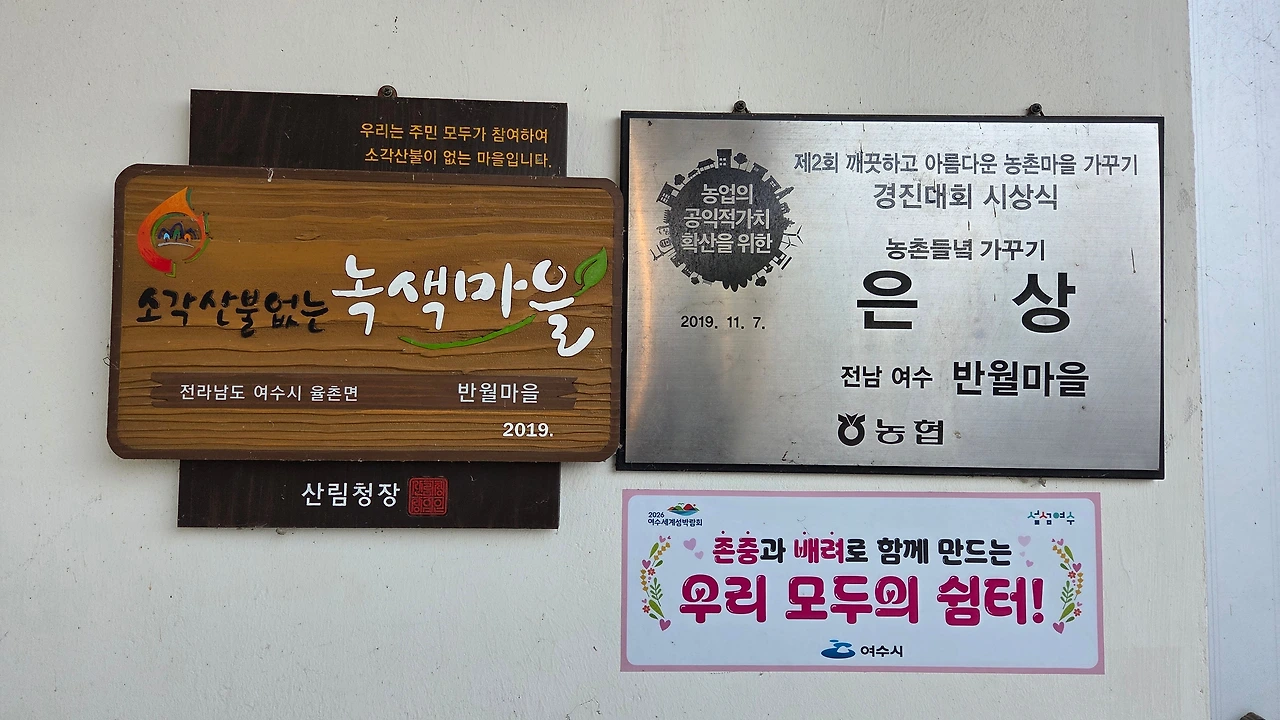 우리는 주민 모두가 참여하여
소각산불이 없는 마을입니다.
소각산불없는 녹색마을
전라남도 여수시 율촌면 반월마을
2019.
산림청장
농업의
공익적가치
확산을 위한
2019. 11. 7.
제2회 깨끗하고 아름다운 농촌마을 가꾸기
경진대회 시상식
농촌들녘 가꾸기
은 상
전남 여수 반월마을
농협
2026
여수세계섬박람회
섬섬여수
존중과 배려로 함께 만드는
우리 모두의 쉼터!
여수시